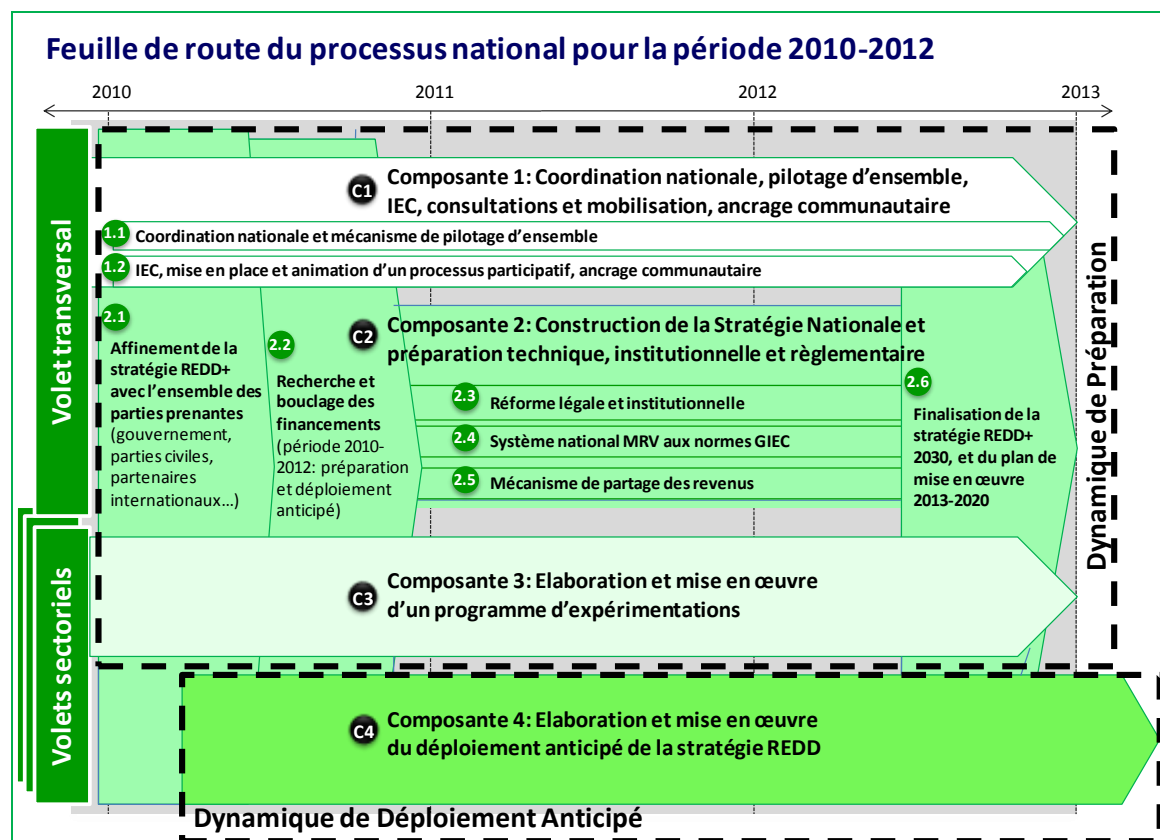 Feuille de route du processus national pour la période 2010-2012
2010
2011
2012
2013
Volet transversal
C1
Composante 1: Coordination nationale, pilotage d'ensemble,
IEC, consultations et mobilisation, ancrage communautaire
1.1
Coordination nationale et mécanisme de pilotage d'ensemble
1.2
IEC, mise en place et animation d'un processus participatif, ancrage communautaire
2.1
Affinement de la
stratégie REDD+
avec l'ensemble des
parties prenantes
(gouvernement,
parties civiles,
partenaires
internationaux...)
2.2
Recherche et
bouclage des
financements
(période 2010-
2012: préparation
et déploiement
anticipé)
C2
Composante 2: Construction de la Stratégie Nationale et
préparation technique, institutionnelle et règlementaire
2.3
Réforme légale et institutionnelle
2.4
Système national MRV aux normes GIEC
2.5
Mécanisme de partage des revenus
2.6
Finalisation de la
stratégie REDD+
2030, et du plan de
mise en œuvre
2013-2020
Dynamique de Préparation
Volets sectoriels
C3
Composante 3: Elaboration et mise en œuvre
d'un programme d'expérimentations
C4
Composante 4: Elaboration et mise en œuvre
du déploiement anticipé de la stratégie REDD
Dynamique de Déploiement Anticipé